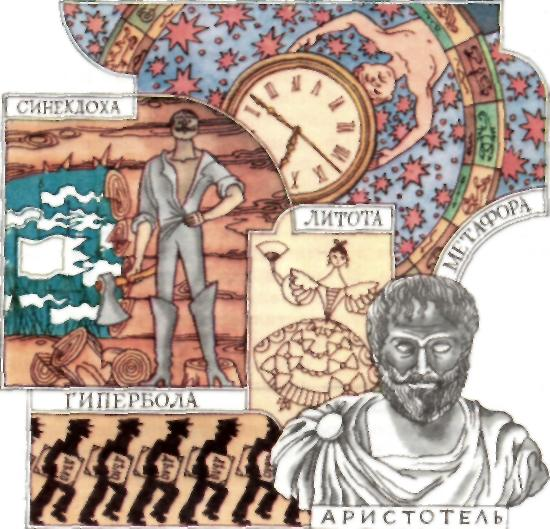 СИНЕКДОХА
ЛИТОТА
МЕТАФОРА
ГИПЕРБОЛА
АРИСТОТЕЛЬ